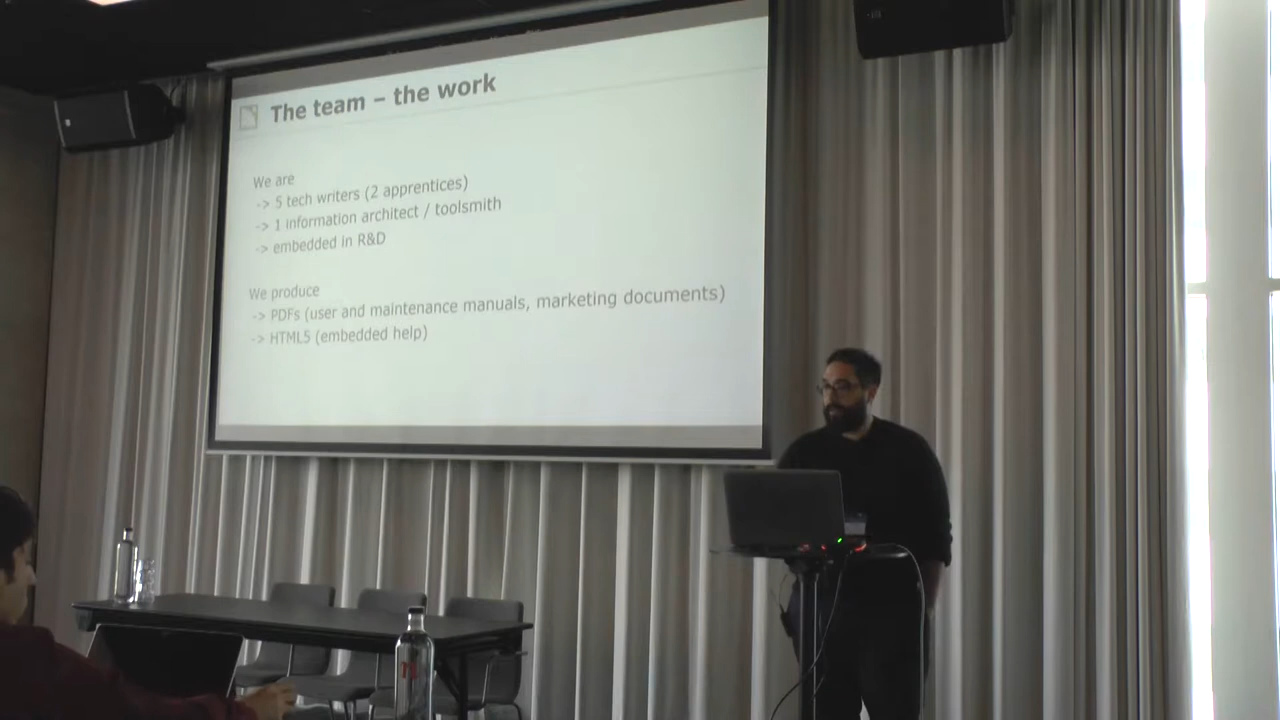 The team – the work
We are
-> 5 tech writers (2 apprentices)
-> 1 information architect / toolsmith
-> embedded in R&D
We produce
-> PDFs (user and maintenance manuals, marketing documents)
-> HTML5 (embedded help)